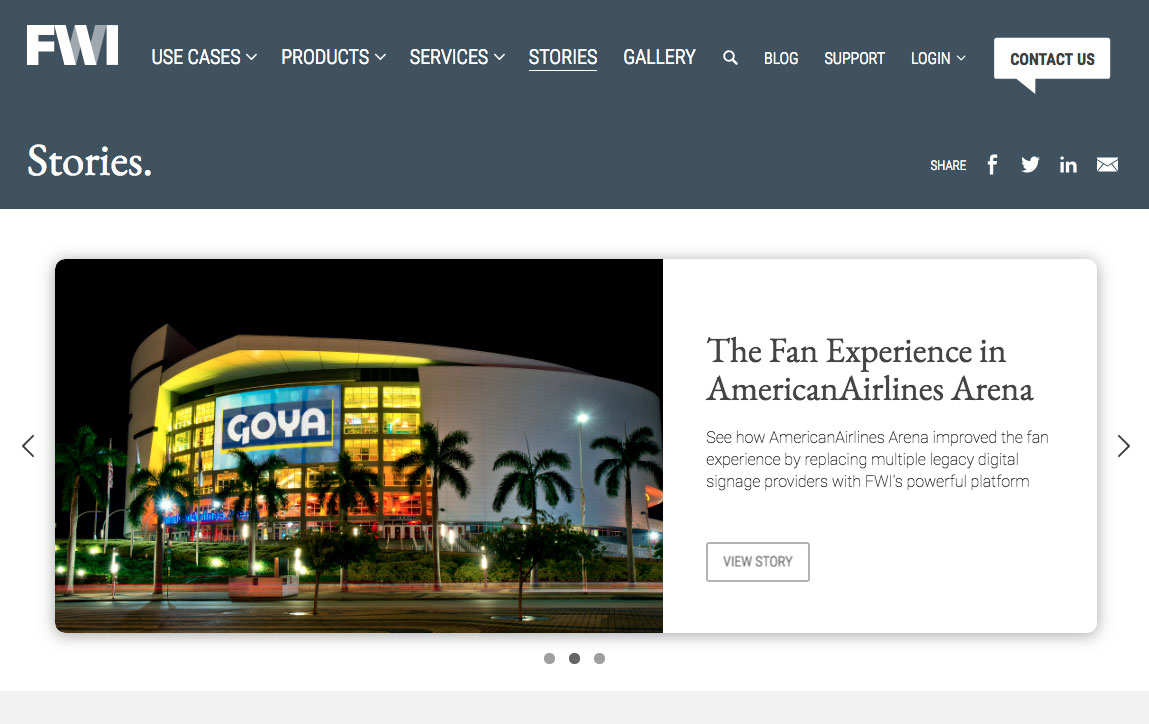 FWI
USE CASES PRODUCTS SERVICES STORIES GALLERY BLOG SUPPORT LOGIN CONTACT US
Stories.
SHARE
GOYA
AmericanAirlines Arena
The Fan Experience in
AmericanAirlines Arena
See how AmericanAirlines Arena improved the fan
experience by replacing multiple legacy digital
signage providers with FWI's powerful platform
VIEW STORY